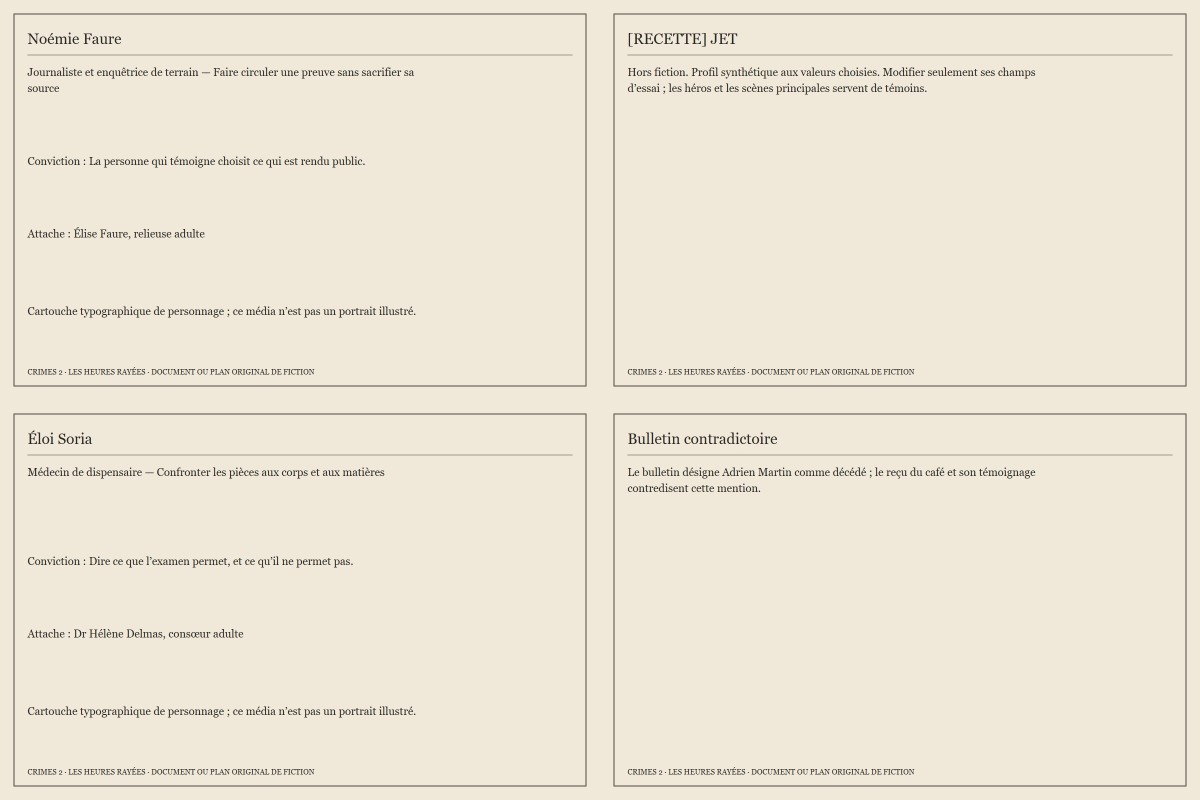 Noémie Faure
Journaliste et enquêtrice de terrain — Faire circuler une preuve sans sacrifier sa
source
Conviction : La personne qui témoigne choisit ce qui est rendu public.
Attache : Élise Faure, relieuse adulte
Cartouche typographique de personnage ; ce média n’est pas un portrait illustré.
CRIMES 2 · LES HEURES RAYÉES · DOCUMENT OU PLAN ORIGINAL DE FICTION
[RECETTE] JET
Hors fiction. Profil synthétique aux valeurs choisies. Modifier seulement ses champs
d’essai ; les héros et les scènes principales servent de témoins.
CRIMES 2 · LES HEURES RAYÉES · DOCUMENT OU PLAN ORIGINAL DE FICTION
Éloi Soria
Médecin de dispensaire — Confronter les pièces aux corps et aux matières
Conviction : Dire ce que l’examen permet, et ce qu’il ne permet pas.
Attache : Dr Hélène Delmas, consœur adulte
Cartouche typographique de personnage ; ce média n’est pas un portrait illustré.
CRIMES 2 · LES HEURES RAYÉES · DOCUMENT OU PLAN ORIGINAL DE FICTION
Bulletin contradictoire
Le bulletin désigne Adrien Martin comme décédé ; le reçu du café et son témoignage
contredisent cette mention.
CRIMES 2 · LES HEURES RAYÉES · DOCUMENT OU PLAN ORIGINAL DE FICTION